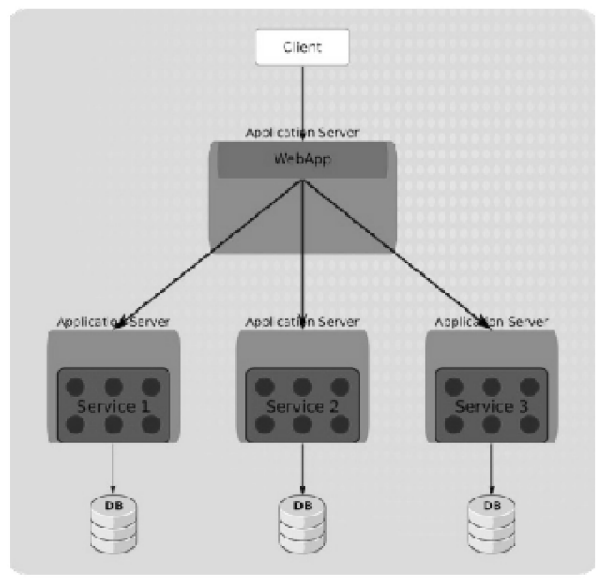 Client
Application Server
WebApp
Application Server
Application Server
Application Server
Service 1
Service 2
Service 3
DB
DB
DB